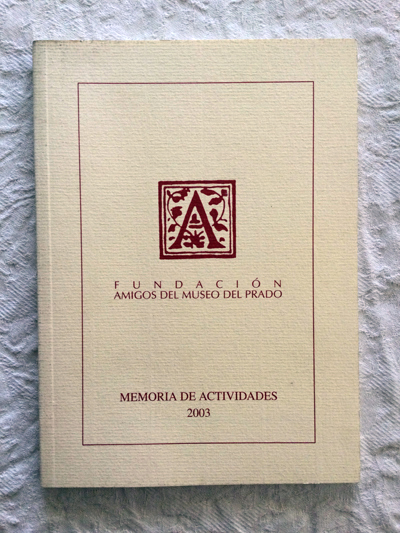 A
FUNDACIÓN
AMIGOS DEL MUSEO DEL PRADO
MEMORIA DE ACTIVIDADES
2003